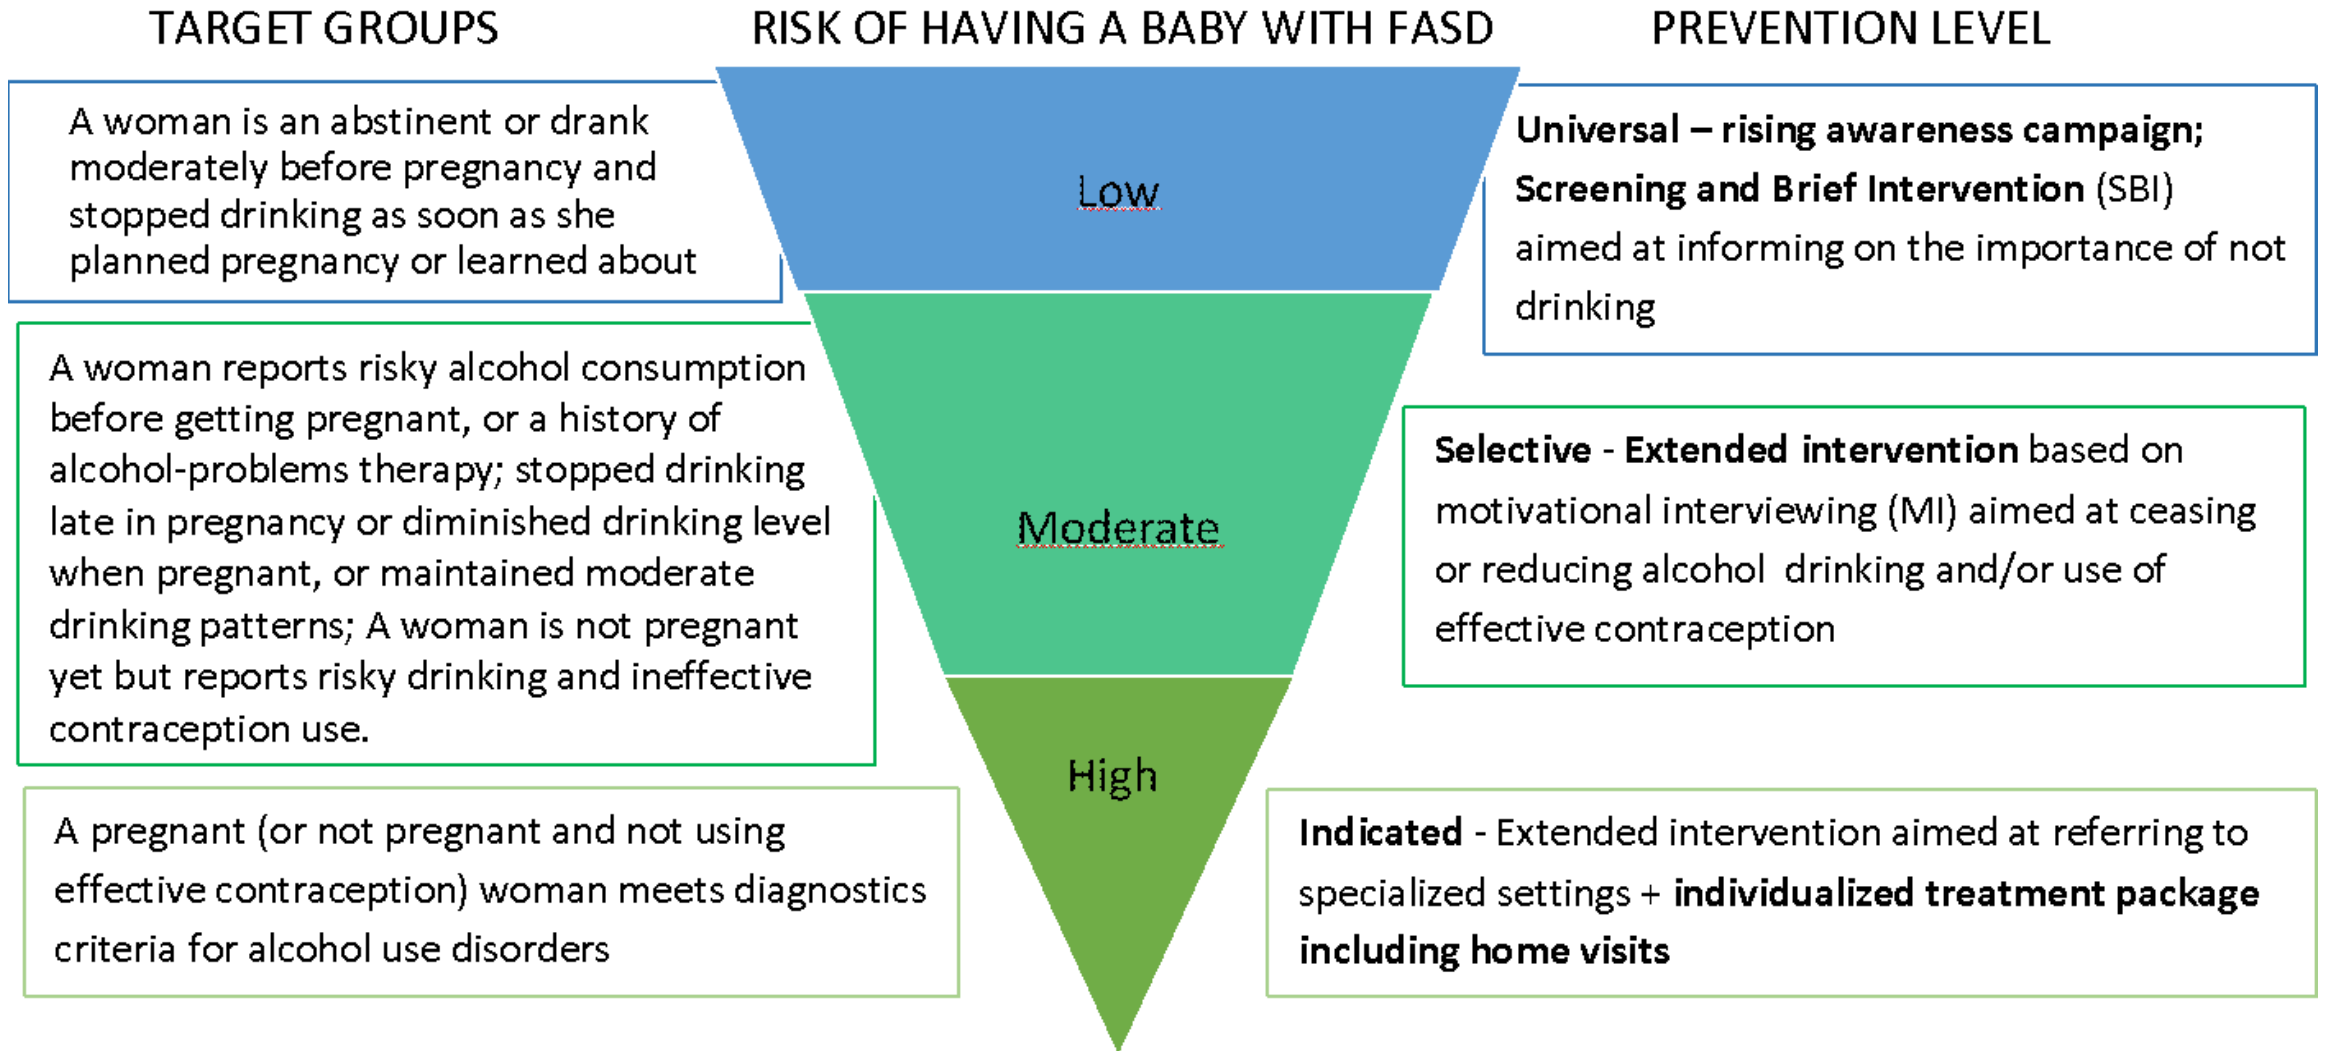 TARGET GROUPS
RISK OF HAVING A BABY WITH FASD
PREVENTION LEVEL
A woman is an abstinent or drank
moderately before pregnancy and
stopped drinking as soon as she
planned pregnancy or learned about
Low
Universal – rising awareness campaign;
Screening and Brief Intervention (SBI)
aimed at informing on the importance of not
drinking
A woman reports risky alcohol consumption
before getting pregnant, or a history of
alcohol-problems therapy; stopped drinking
late in pregnancy or diminished drinking level
when pregnant, or maintained moderate
drinking patterns; A woman is not pregnant
yet but reports risky drinking and ineffective
contraception use.
Moderate
Selective - Extended intervention based on
motivational interviewing (MI) aimed at ceasing
or reducing alcohol drinking and/or use of
effective contraception
A pregnant (or not pregnant and not using
effective contraception) woman meets diagnostics
criteria for alcohol use disorders
High
Indicated - Extended intervention aimed at referring to
specialized settings + individualized treatment package
including home visits